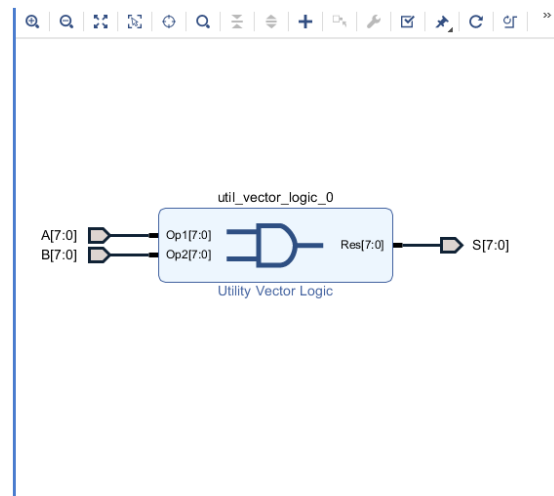 »
util_vector_logic_0
A[7:0]
Op1[7:0]
B[7:0]
Op2[7:0]
Res[7:0]
S[7:0]
Utility Vector Logic